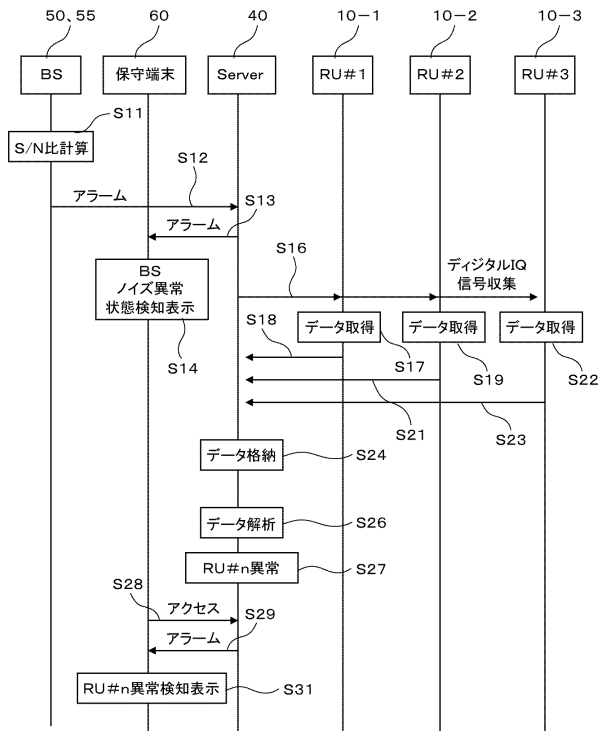 50、55
60
40
10-1
10-2
10-3
BS
保守端末
Server
RU#1
RU#2
RU#3
S11
S/N比計算
S12
アラーム
S13
アラーム
S16
ディジタルIQ
信号収集
BS
ノイズ異常
状態検知表示
S14
S18
データ取得
データ取得
データ取得
S17
S19
S22
S21
S23
データ格納
S24
データ解析
S26
RU#n異常
S27
S28
アクセス
S29
アラーム
RU#n異常検知表示
S31